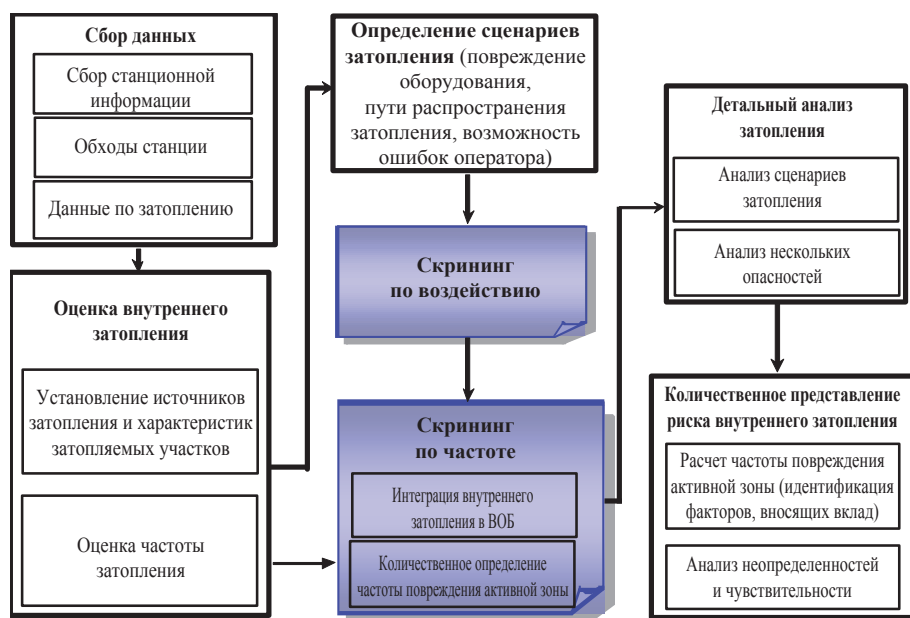 Сбор данных
Сбор станционной
информации
Обходы станции
Данные по затоплению
Оценка внутреннего
затопления
Установление источников
затопления и характеристик
затопляемых участков
Оценка частоты
затопления
Определение сценариев
затопления (повреждение
оборудования,
пути распространения
затопления, возможность
ошибок оператора)
Скрининг
по воздействию
Скрининг
по частоте
Интеграция внутреннего
затопления в ВОБ
Количественное определение
частоты повреждения активной зоны
Детальный анализ
затопления
Анализ сценариев
затопления
Анализ нескольких
опасностей
Количественное представление
риска внутреннего затопления
Расчет частоты повреждения
активной зоны (идентификация
факторов, вносящих вклад)
Анализ неопределенностей
и чувствительности